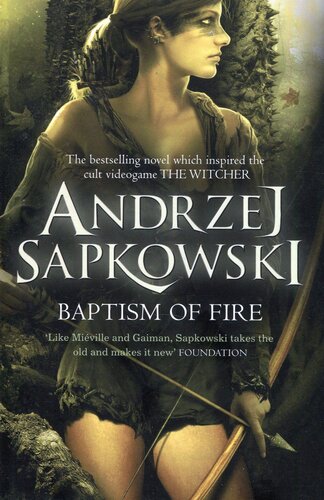 The bestselling novel which inspired the
cult videogame THE WITCHER
ANDRZEJ
SAPKOWSKI
BAPTISM OF FIRE
‘Like Miéville and Gaiman, Sapkowski takes the
old and makes it new’ FOUNDATION